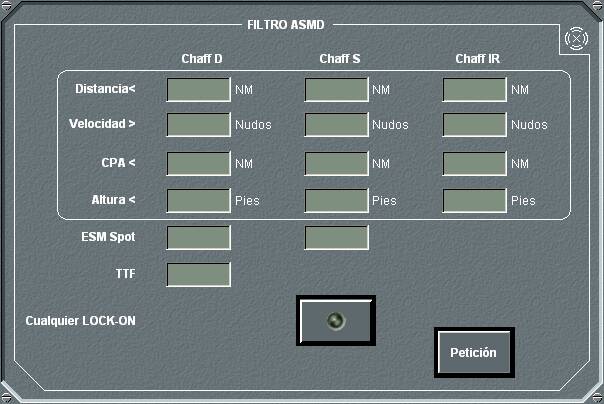 FILTRO ASMD
Chaff D Chaff S Chaff IR
Distancia< NM NM NM
Velocidad > Nudos Nudos Nudos
CPA < NM NM NM
Altura < Pies Pies Pies
ESM Spot
TTF
Cualquier LOCK-ON
Petición